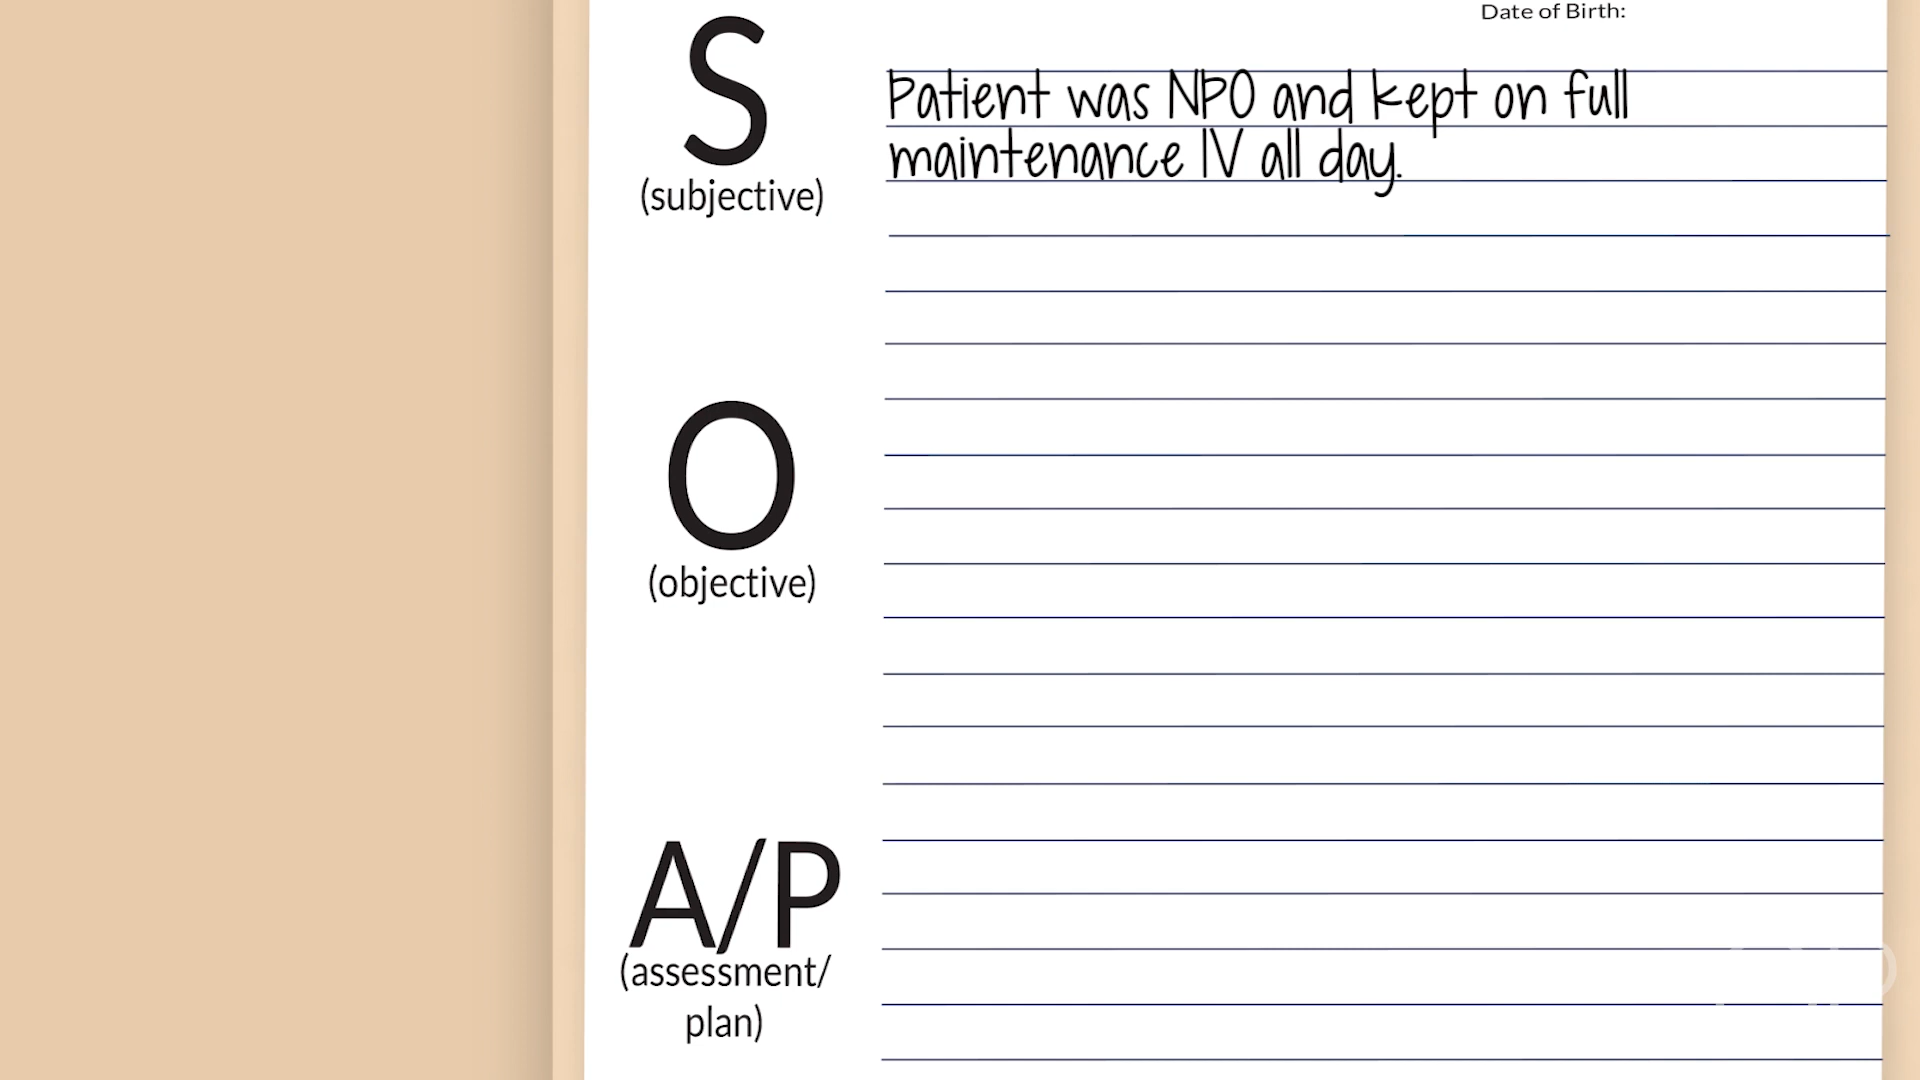 Date of Birth:
S
(subjective)
Patient was NPO and kept on full
maintenance IV all day.
O
(objective)
A/P
(assessment/
plan)